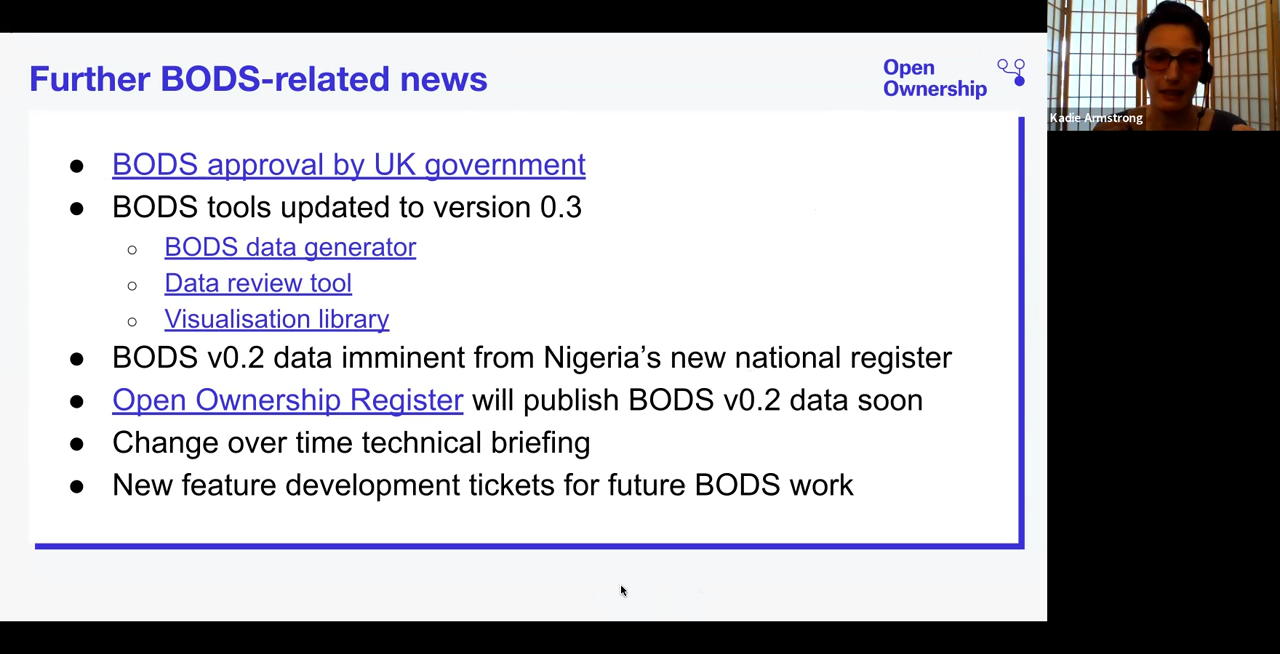 Further BODS-related news
Open
Ownership
Kadie Armstrong
● BODS approval by UK government
● BODS tools updated to version 0.3
○ BODS data generator
○ Data review tool
○ Visualisation library
● BODS v0.2 data imminent from Nigeria’s new national register
● Open Ownership Register will publish BODS v0.2 data soon
● Change over time technical briefing
● New feature development tickets for future BODS work